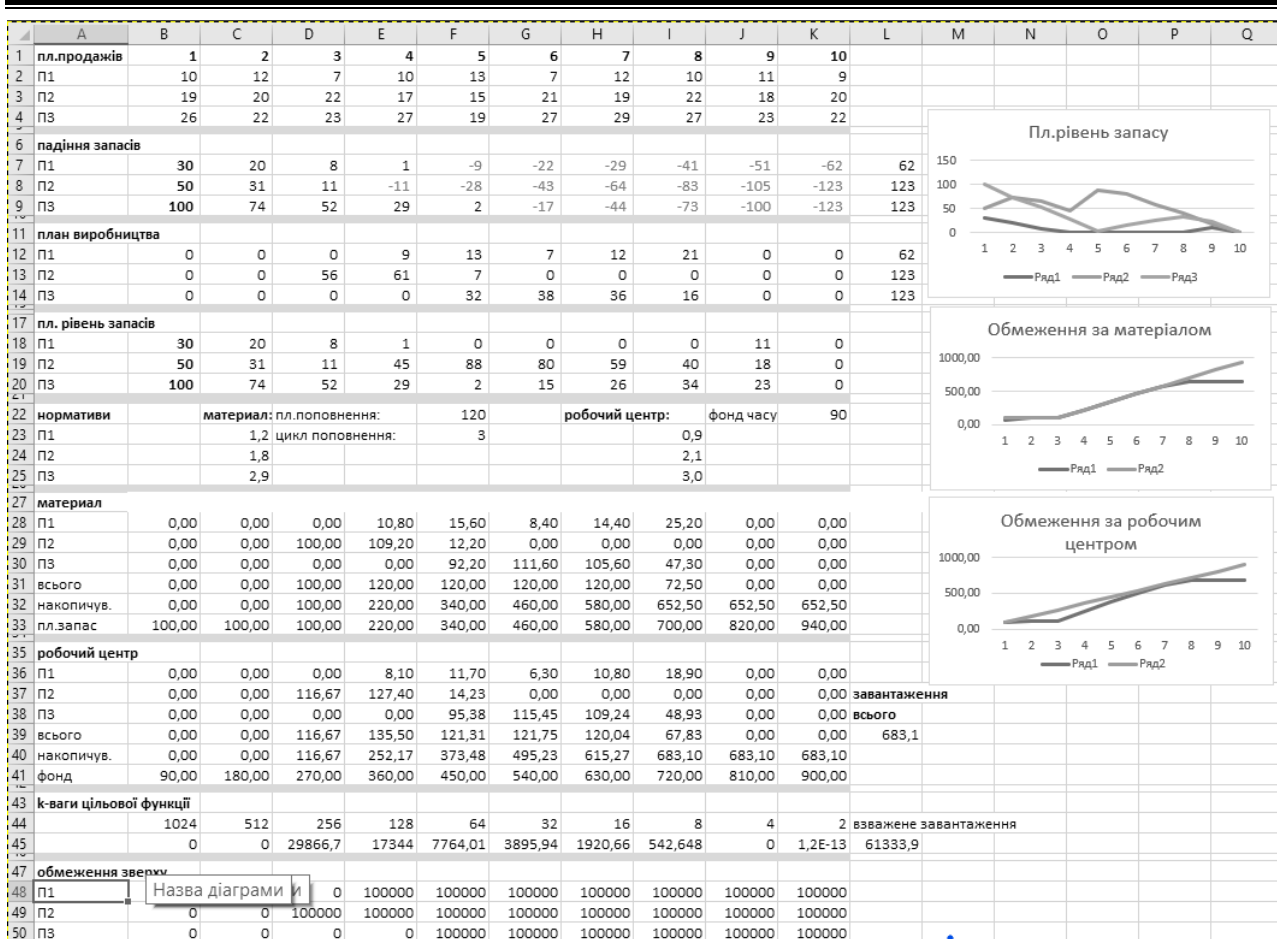 A B C D E F G H I J K L M N O P Q
1 пл.продажів 1 2 3 4 5 6 7 8 9 10
2 П1 10 12 7 10 13 7 12 10 11 9
3 П2 19 20 22 17 15 21 19 22 18 20
4 П3 26 22 23 27 19 27 29 27 23 22
6 падіння запасів
7 П1 30 20 8 1 -9 -22 -29 -41 -51 -62 62
8 П2 50 31 11 -11 -28 -43 -64 -83 -105 -123 123
9 П3 100 74 52 29 2 -17 -44 -73 -100 -123 123
11 план виробництва
12 П1 0 0 0 9 13 7 12 21 0 0 62
13 П2 0 0 56 61 7 0 0 0 0 0 123
14 П3 0 0 0 0 32 38 36 16 0 0 123
17 пл. рівень запасів
18 П1 30 20 8 1 0 0 0 0 11 0
19 П2 50 31 11 45 88 80 59 40 18 0
20 П3 100 74 52 29 2 15 26 34 23 0
22 нормативи материал: пл.поповнення: 120 робочий центр: фонд часу 90
23 П1 1,2 цикл поповнення: 3 0,9
24 П2 1,8 2,1
25 П3 2,9 3,0
27 материал
28 П1 0,00 0,00 0,00 10,80 15,60 8,40 14,40 25,20 0,00 0,00
29 П2 0,00 0,00 100,00 109,20 12,20 0,00 0,00 0,00 0,00 0,00
30 П3 0,00 0,00 0,00 0,00 92,20 111,60 105,60 47,30 0,00 0,00
31 всього 0,00 0,00 100,00 120,00 120,00 120,00 120,00 72,50 0,00 0,00
32 накопичув. 0,00 0,00 100,00 220,00 340,00 460,00 580,00 652,50 652,50 652,50
33 пл.запас 100,00 100,00 100,00 220,00 340,00 460,00 580,00 700,00 820,00 940,00
35 робочий центр
36 П1 0,00 0,00 0,00 8,10 11,70 6,30 10,80 18,90 0,00 0,00
37 П2 0,00 0,00 116,67 127,40 14,23 0,00 0,00 0,00 0,00 0,00 завантаження
38 П3 0,00 0,00 0,00 0,00 95,38 115,45 109,24 48,93 0,00 0,00 всього
39 всього 0,00 0,00 116,67 135,50 121,31 121,75 120,04 67,83 0,00 0,00 683,1
40 накопичув. 0,00 0,00 116,67 252,17 373,48 495,23 615,27 683,10 683,10 683,10
41 фонд 90,00 180,00 270,00 360,00 450,00 540,00 630,00 720,00 810,00 900,00
43 k-ваги цільової функції
44 1024 512 256 128 64 32 16 8 4 2 взважене завантаження
45 0 0 29866,7 17344 7764,01 3895,94 1920,66 542,648 0 1,2E-13 61333,9
47 обмеження зверху
48 П1 0 100000 100000 100000 100000 100000 100000 100000
Назва діаграми и
49 П2 0 0 100000 100000 100000 100000 100000 100000 100000 100000
50 П3 0 0 0 0 100000 100000 100000 100000 100000 100000
Пл.рівень запасу
150
100
50
0
1 2 3 4 5 6 7 8 9 10
Ряд1 Ряд2 Ряд3
Обмеження за матеріалом
1000,00
500,00
0,00
1 2 3 4 5 6 7 8 9 10
Ряд1 Ряд2
Обмеження за робочим
центром
1000,00
500,00
0,00
1 2 3 4 5 6 7 8 9 10
Ряд1 Ряд2